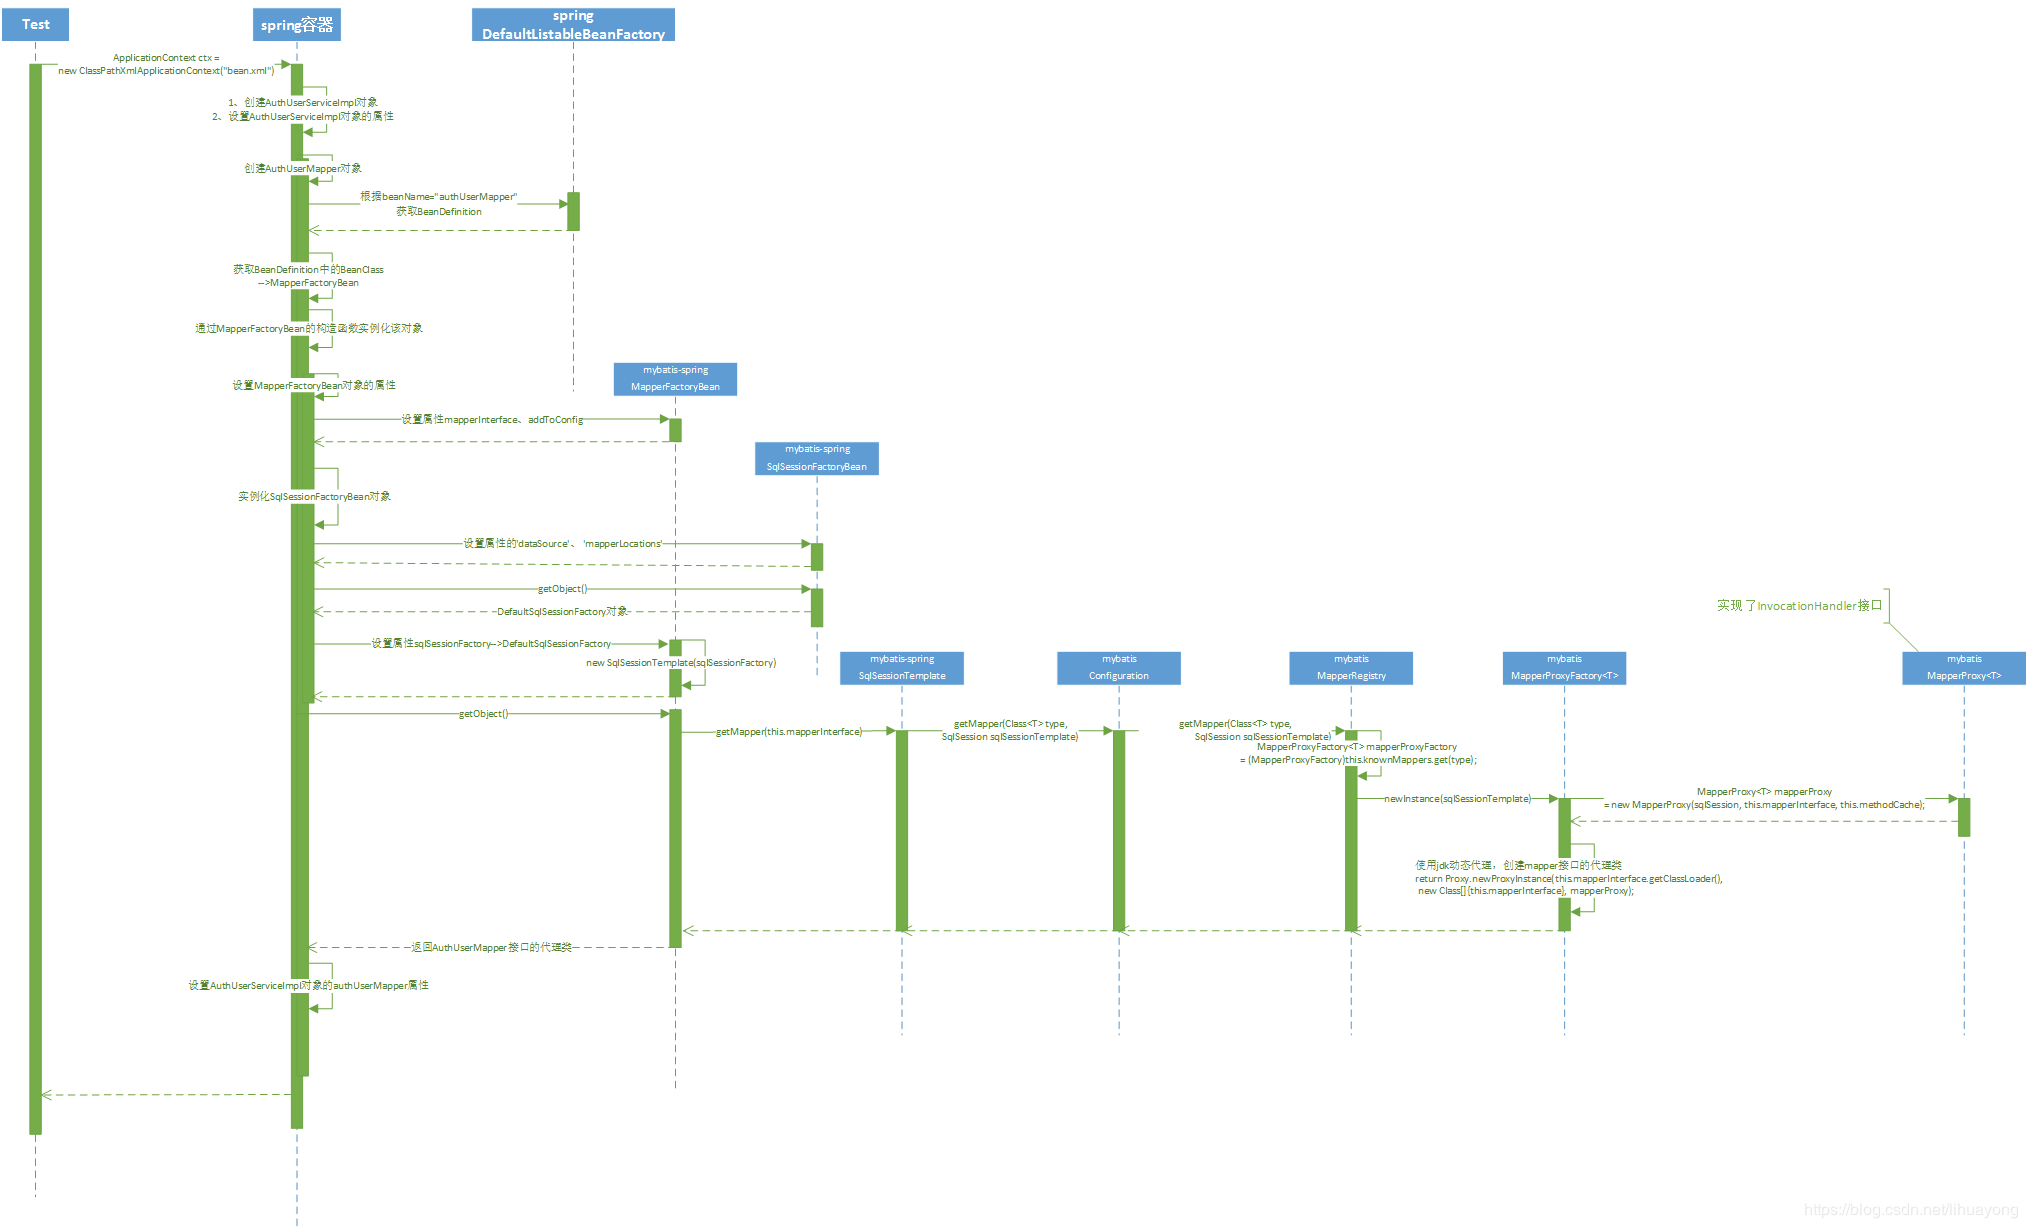 Test
spring容器
spring
DefaultListableBeanFactory
ApplicationContext ctx =
new ClassPathXmlApplicationContext("bean.xml")
1、创建AuthUserServiceImpl对象
2、设置AuthUserServiceImpl对象的属性
创建AuthUserMapper对象
根据beanName="authUserMapper"
获取BeanDefinition
获取BeanDefinition中的BeanClass
-->MapperFactoryBean
通过MapperFactoryBean的构造函数实例化该对象
mybatis-spring
MapperFactoryBean
设置MapperFactoryBean对象的属性
设置属性mapperInterface、addToConfig
mybatis-spring
SqlSessionFactoryBean
实例化SqlSessionFactoryBean对象
设置属性的'dataSource'、 'mapperLocations'
getObject()
DefaultSqlSessionFactory对象
实现了InvocationHandler接口
设置属性sqlSessionFactory-->DefaultSqlSessionFactory
new SqlSessionTemplate(sqlSessionFactory)
mybatis-spring
SqlSessionTemplate
mybatis
Configuration
mybatis
MapperRegistry
mybatis
MapperProxyFactory<T>
mybatis
MapperProxy<T>
getObject()
getMapper(this.mapperInterface)
getMapper(Class<T> type,
SqlSession sqlSessionTemplate)
getMapper(Class<T> type,
SqlSession sqlSessionTemplate)
MapperProxyFactory<T> mapperProxyFactory
= (MapperProxyFactory)this.knownMappers.get(type);
newInstance(sqlSessionTemplate)
MapperProxy<T> mapperProxy
= new MapperProxy(sqlSession, this.mapperInterface, this.methodCache);
使用jdk动态代理，创建mapper接口的代理类
return Proxy.newProxyInstance(this.mapperInterface.getClassLoader(),
new Class[]{this.mapperInterface}, mapperProxy);
返回AuthUserMapper接口的代理类
设置AuthUserServiceImpl对象的authUserMapper属性
https://blog.csdn.net/lihuayong